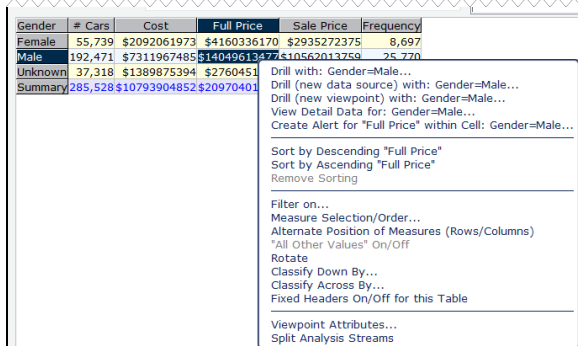 Gender # Cars Cost Full Price Sale Price Frequency
Female 55,739 $2092061973 $4160336170 $2935272375 8,697
Male 192,471 $7311967485 $14049613477 $10562013759 25,770
Unknown 37,318 $1389875394 $2760451
Summary 285,528 $10793904852 $20970401
Drill with: Gender=Male...
Drill (new data source) with: Gender=Male...
Drill (new viewpoint) with: Gender=Male...
View Detail Data for: Gender=Male...
Create Alert for "Full Price" within Cell: Gender=Male...
Sort by Descending "Full Price"
Sort by Ascending "Full Price"
Remove Sorting
Filter on...
Measure Selection/Order...
Alternate Position of Measures (Rows/Columns)
"All Other Values" On/Off
Rotate
Classify Down By...
Classify Across By...
Fixed Headers On/Off for this Table
Viewpoint Attributes...
Split Analysis Streams